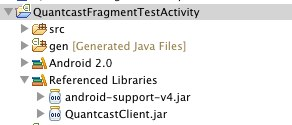 QuantcastFragmentTestActivity
src
gen [Generated Java Files]
Android 2.0
Referenced Libraries
android-support-v4.jar
QuantcastClient.jar